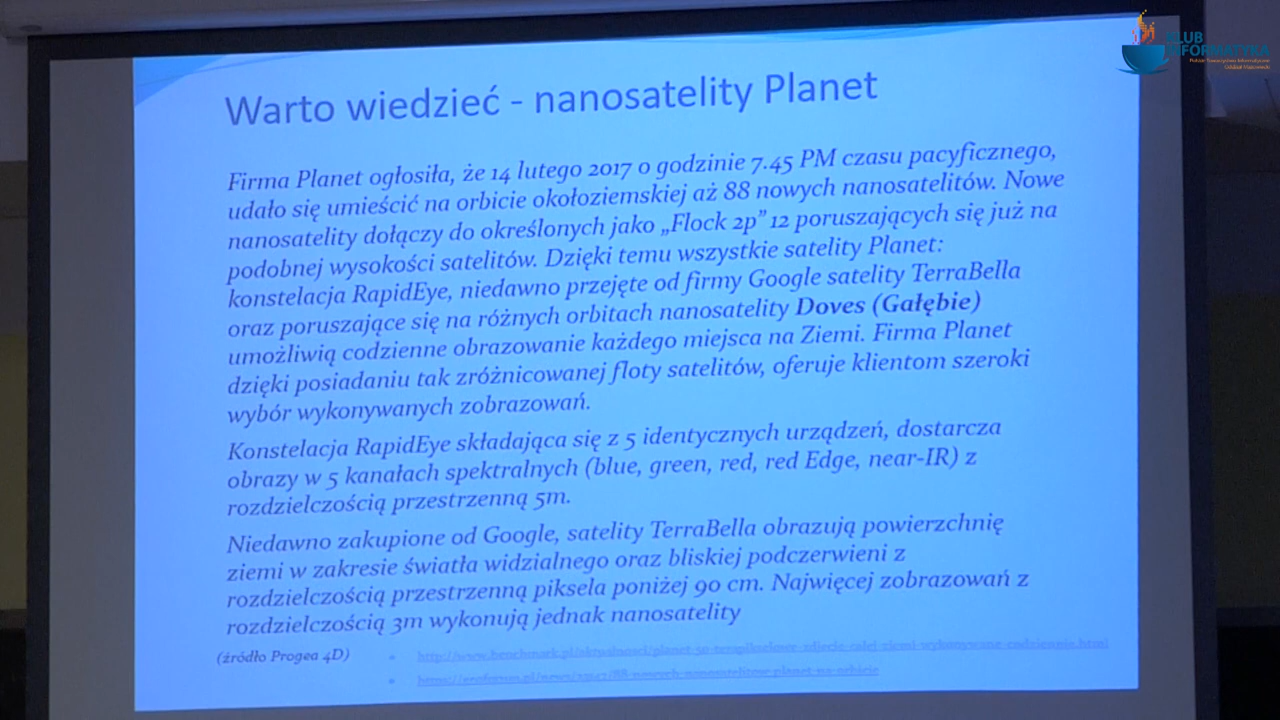 KLUB
INFORMATYKA
Polskie Towarzystwo Informatyczne
Oddział Mazowiecki
Warto wiedzieć - nanosatelity Planet
Firma Planet ogłosiła, że 14 lutego 2017 o godzinie 7.45 PM czasu pacyficznego,
udało się umieścić na orbicie okołoziemskiej aż 88 nowych nanosatelitów. Nowe
nanosatelity dołączy do określonych jako „Flock 2p” 12 poruszających się już na
podobnej wysokości satelitów. Dzięki temu wszystkie satelity Planet:
konstelacja RapidEye, niedawno przejęte od firmy Google satelity TerraBella
oraz poruszające się na różnych orbitach nanosatelity Doves (Gałębie)
umożliwią codzienne obrazowanie każdego miejsca na Ziemi. Firma Planet
dzięki posiadaniu tak zróżnicowanej floty satelitów, oferuje klientom szeroki
wybór wykonywanych zobrazowań.
Konstelacja RapidEye składająca się z 5 identycznych urządzeń, dostarcza
obrazy w 5 kanałach spektralnych (blue, green, red, red Edge, near-IR) z
rozdzielczością przestrzenną 5m.
Niedawno zakupione od Google, satelity TerraBella obrazują powierzchnię
ziemi w zakresie światła widzialnego oraz bliskiej podczerwieni z
rozdzielczością przestrzenną piksela poniżej 90 cm. Najwięcej zobrazowań z
rozdzielczością 3m wykonują jednak nanosatelity
(źródło Progea 4D)